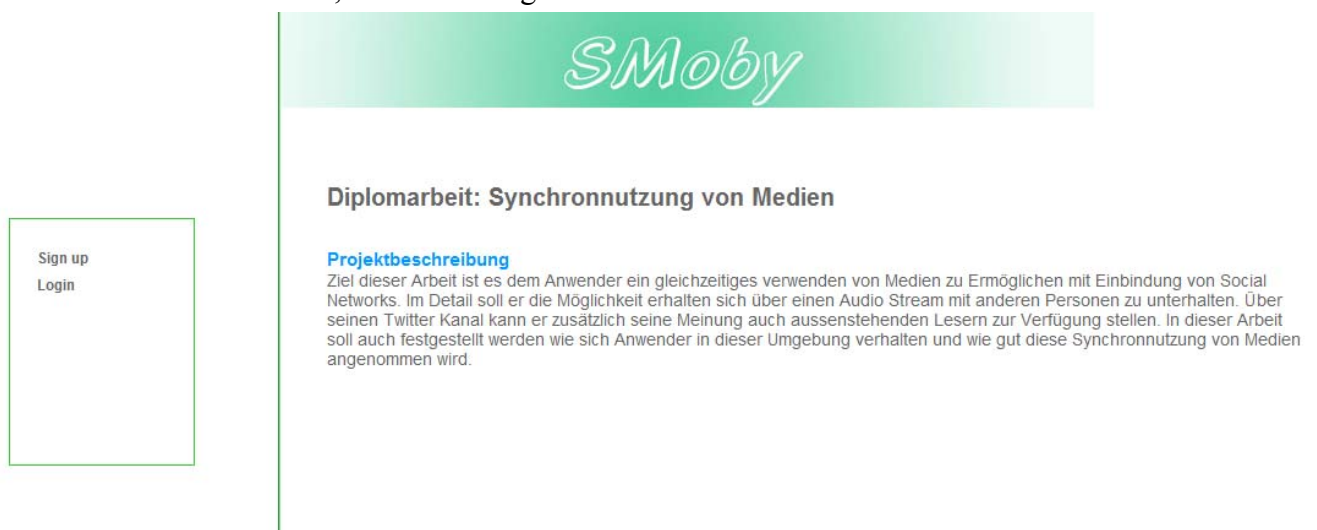 SMoby
Diplomarbeit: Synchronnutzung von Medien
Sign up
Login
Projektbeschreibung
Ziel dieser Arbeit ist es dem Anwender ein gleichzeitiges verwenden von Medien zu Ermöglichen mit Einbindung von Social
Networks. Im Detail soll er die Möglichkeit erhalten sich über einen Audio Stream mit anderen Personen zu unterhalten. Über
seinen Twitter Kanal kann er zusätzlich seine Meinung auch aussenstehenden Lesern zur Verfügung stellen. In dieser Arbeit
soll auch festgestellt werden wie sich Anwender in dieser Umgebung verhalten und wie gut diese Synchronnutzung von Medien
angenommen wird.